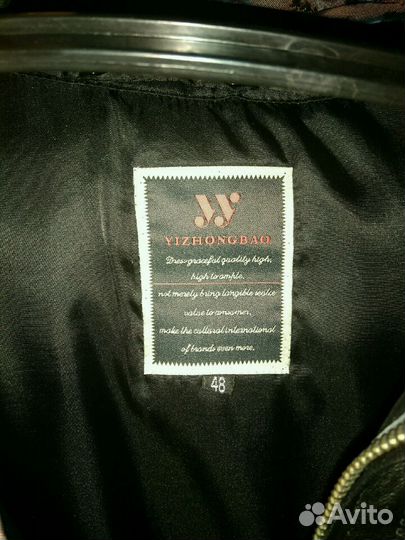 YIZHONGBAO
Dress graceful quality high,
high to ample,
not merely bring tangible sastie
value to consumer,
make the cultural international
of brands even more.
48
Avito